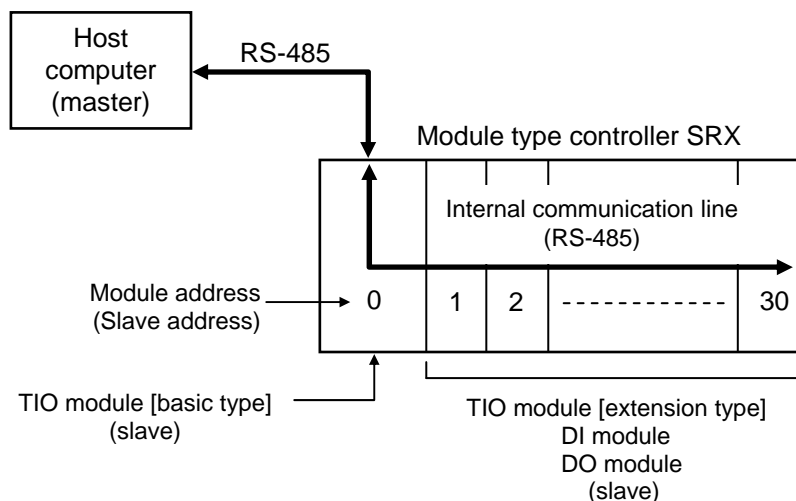 Host
computer
(master)
RS-485
Module type controller SRX
Internal communication line
(RS-485)
Module address
(Slave address)
0
1
2
30
TIO module [basic type]
(slave)
TIO module [extension type]
DI module
DO module
(slave)